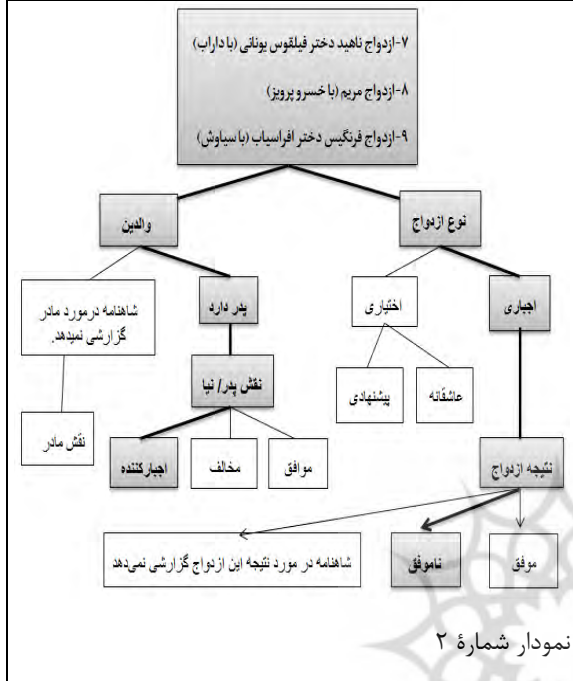 ۷-ازدواج ناهید دختر فیلقوس یونانی (با داراب)
۸-ازدواج مریم (با خسرو پرویز)
۹-ازدواج فرنگیس دختر افراسیاب (با سیاوش)
نوع ازدواج
والدین
اجباری
اختیاری
پدر دارد
شاهنامه درمورد مادر
گزارشی نمیدهد.
عاشقانه
پیشنهادی
نقش پدر/ نیا
نقش مادر
موافق
مخالف
اجبارکننده
نتیجه ازدواج
موفق
ناموفق
شاهنامه در مورد نتیجه این ازدواج گزارشی نمی‌دهد
نمودار شمارۀ ۲